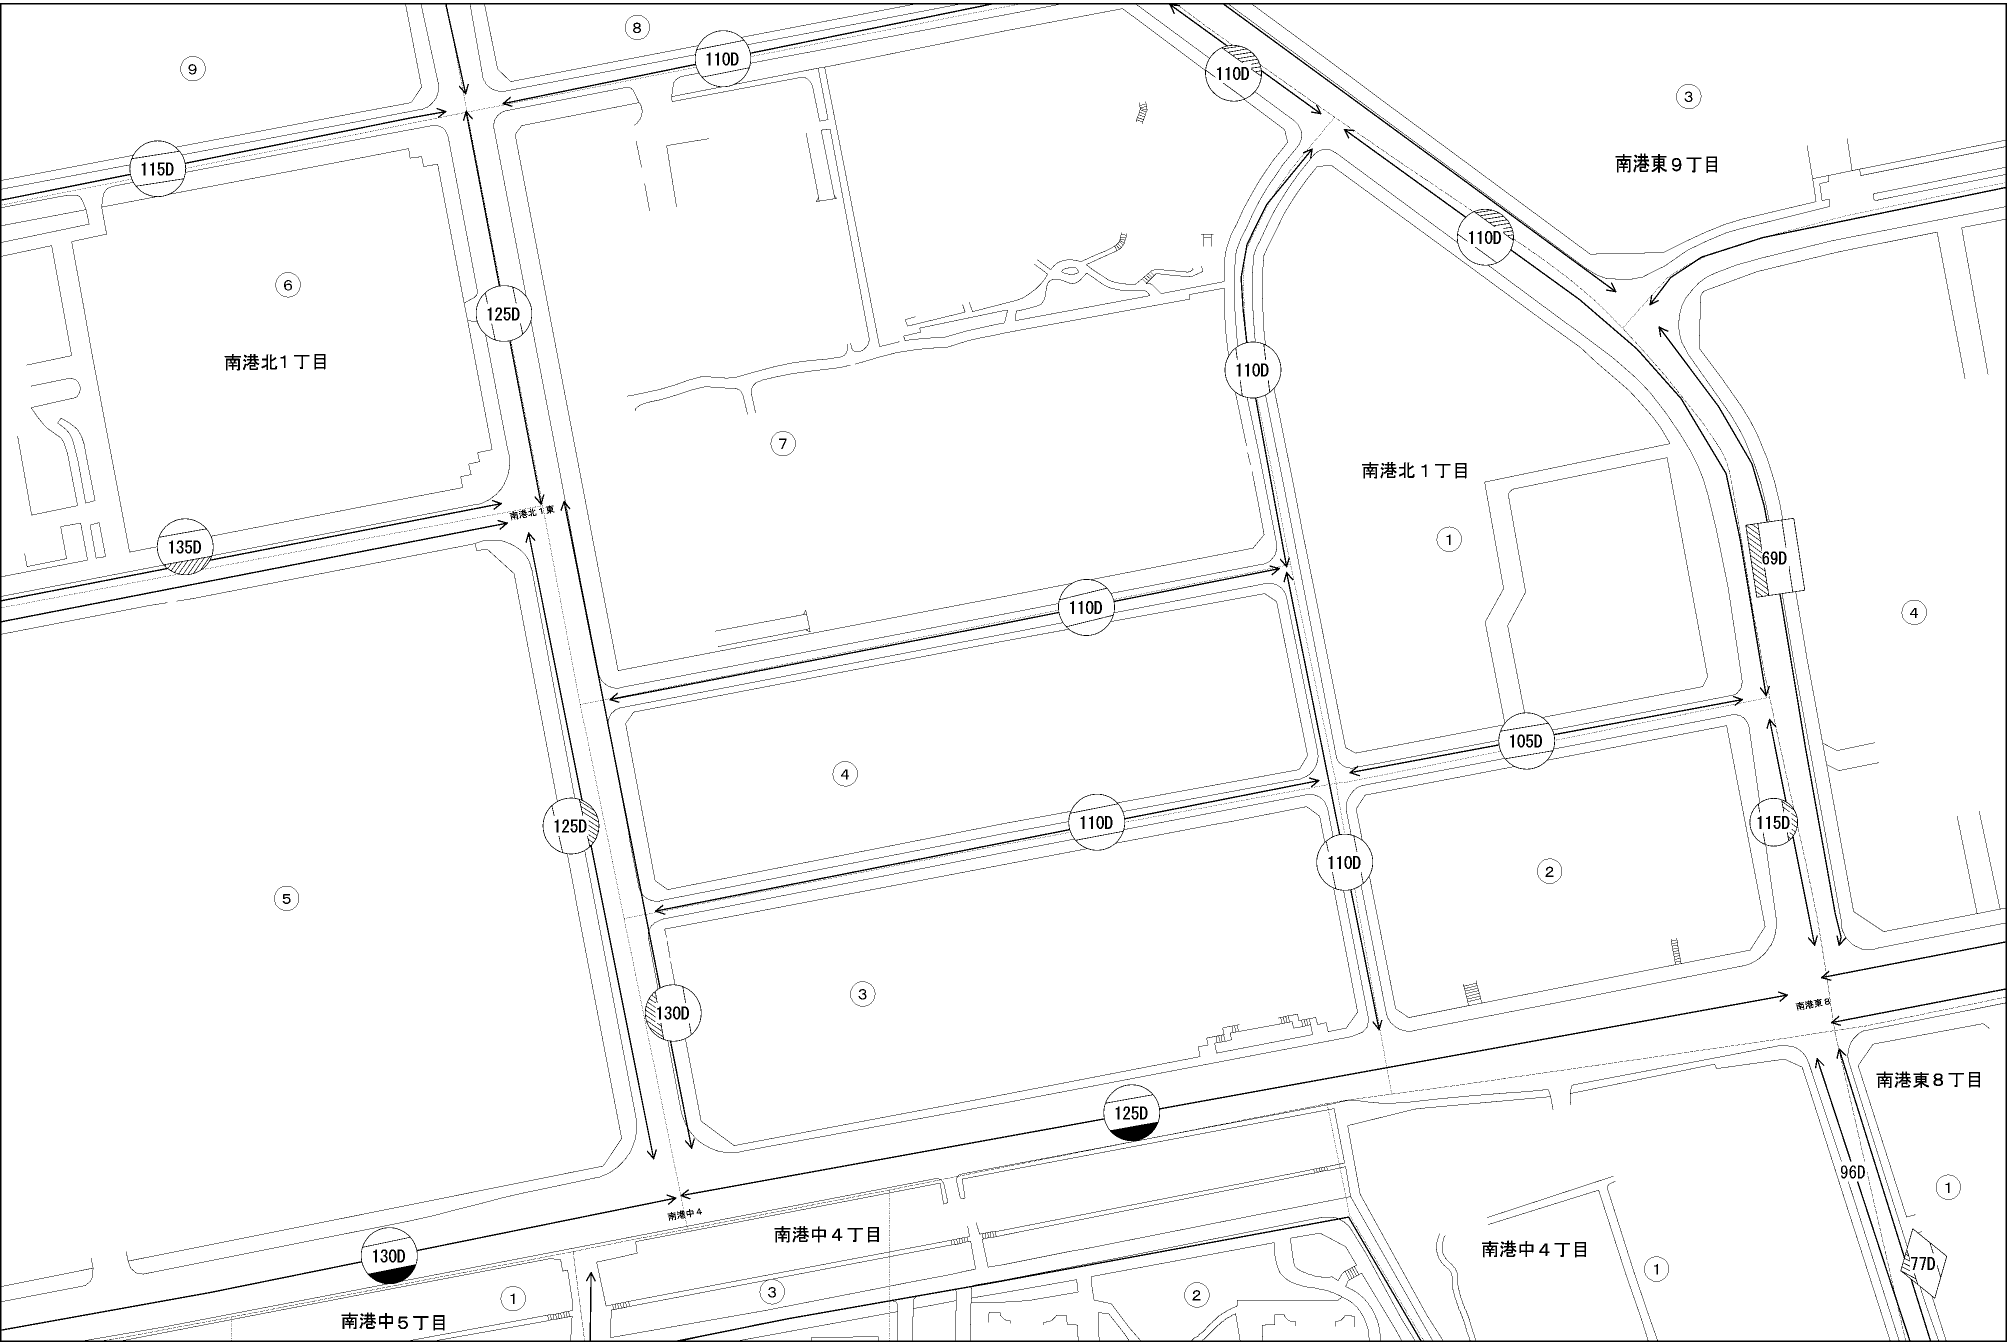 ⑧
110D
⑨
110D
③
115D
南港東９丁目
110D
⑥
125D
南港北１丁目
110D
⑦
南港北１丁目
南港北１東
135D
①
69D
110D
④
105D
④
110D
125D
115D
110D
②
⑤
③
130D
南港東８
南港東８丁目
125D
96D
①
南港中４
南港中４丁目
南港中４丁目
130D
77D
①
③
②
①
南港中５丁目